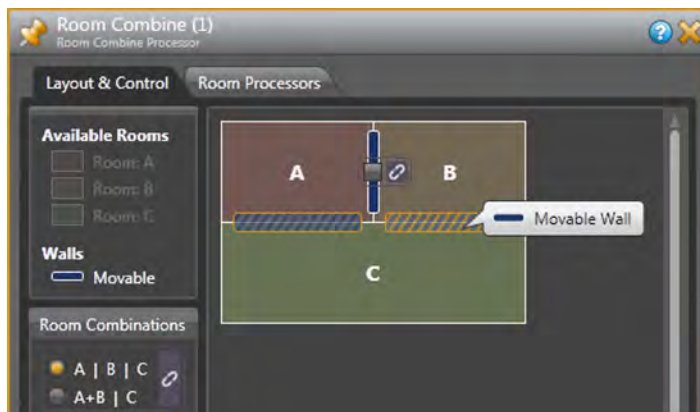 Room Combine (1)
Room Combine Processor
?
Layout & Control
Room Processors
Available Rooms
Room: A
Room: B
Room: C
Walls
Movable
A
B
Movable Wall
C
Room Combinations
A | B | C
A+B | C